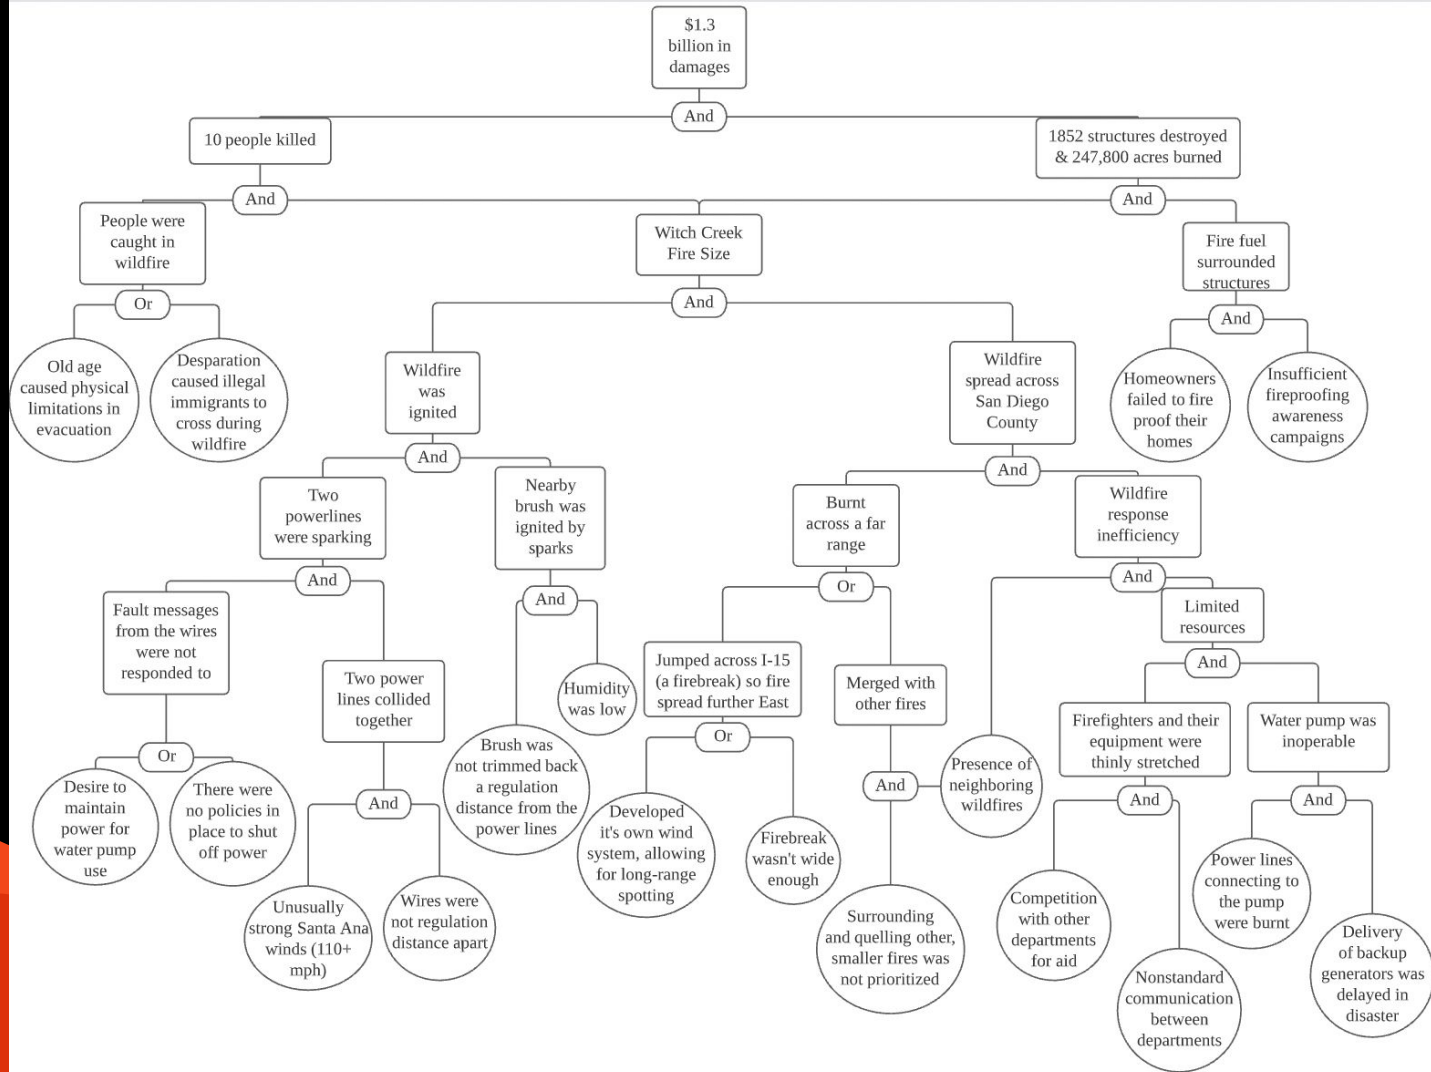 $1.3
billion in
damages
And
10 people killed
1852 structures destroyed
& 247,800 acres burned
And
And
People were
caught in
wildfire
Witch Creek
Fire Size
Fire fuel
surrounded
structures
Or
And
And
Old age
caused physical
limitations in
evacuation
Desparation
caused illegal
immigrants to
cross during
wildfire
Wildfire
was
ignited
Wildfire
spread across
San Diego
County
Homeowners
failed to fire
proof their
homes
Insufficient
fireproofing
awareness
campaigns
And
And
Two
powerlines
were sparking
Nearby
brush was
ignited by
sparks
Burnt
across a far
range
Wildfire
response
inefficiency
And
And
Or
And
Fault messages
from the wires
were not
responded to
Two power
lines collided
together
Humidity
was low
Jumped across I-15
(a firebreak) so fire
spread further East
Merged with
other fires
Limited
resources
And
Firefighters and their
equipment were
thinly stretched
Water pump was
inoperable
Or
And
Brush was
not trimmed back
a regulation
distance from the
power lines
Or
And
Presence of
neighboring
wildfires
And
And
Desire to
maintain
power for
water pump
use
There were
no policies in
place to shut
off power
Developed
it's own wind
system, allowing
for long-range
spotting
Firebreak
wasn't wide
enough
Unusually
strong Santa Ana
winds (110+
mph)
Wires were
not regulation
distance apart
Surrounding
and quelling other,
smaller fires was
not prioritized
Competition
with other
departments
for aid
Nonstandard
communication
between
departments
Power lines
connecting to
the pump
were burnt
Delivery
of backup
generators was
delayed in
disaster